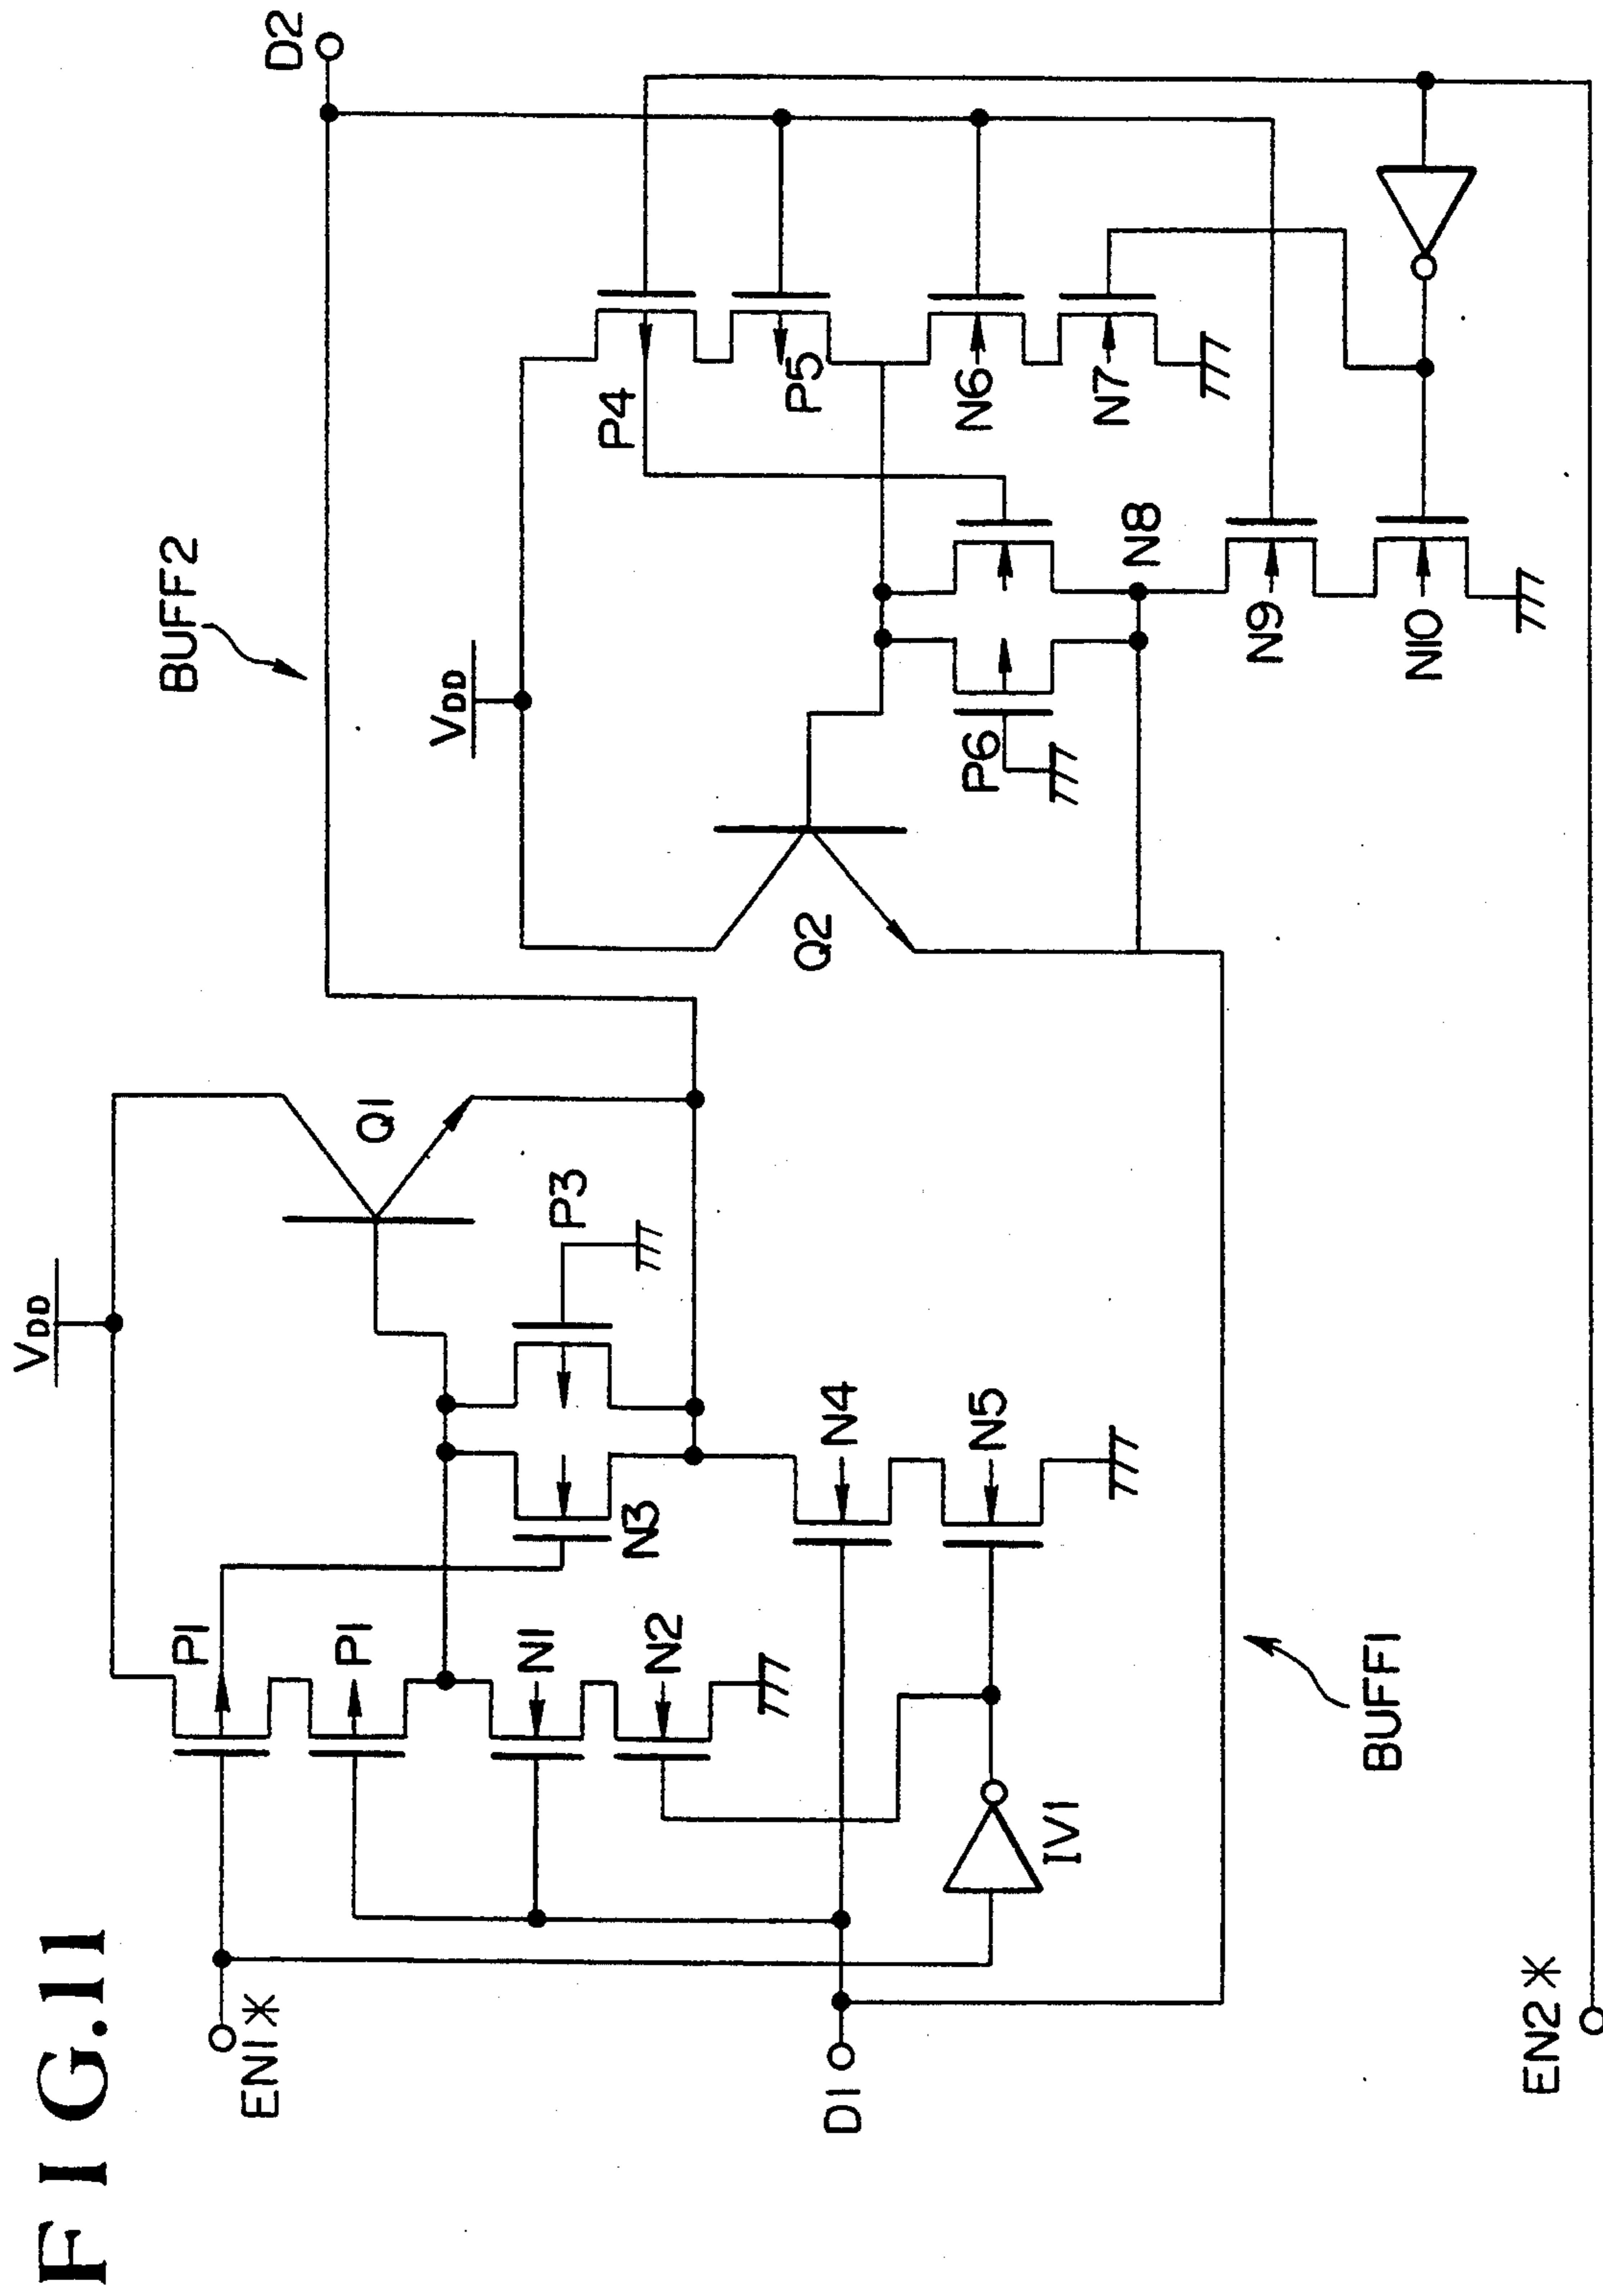 FIG.11
VDD
BUFF2
D2
P1
Q1
VDD
P4
P1
P3
P5
N1
N3
Q2
P6
N6
N2
N4
N8
N7
N5
N9
IV1
N10
EN1*
D1
BUFF1
EN2*